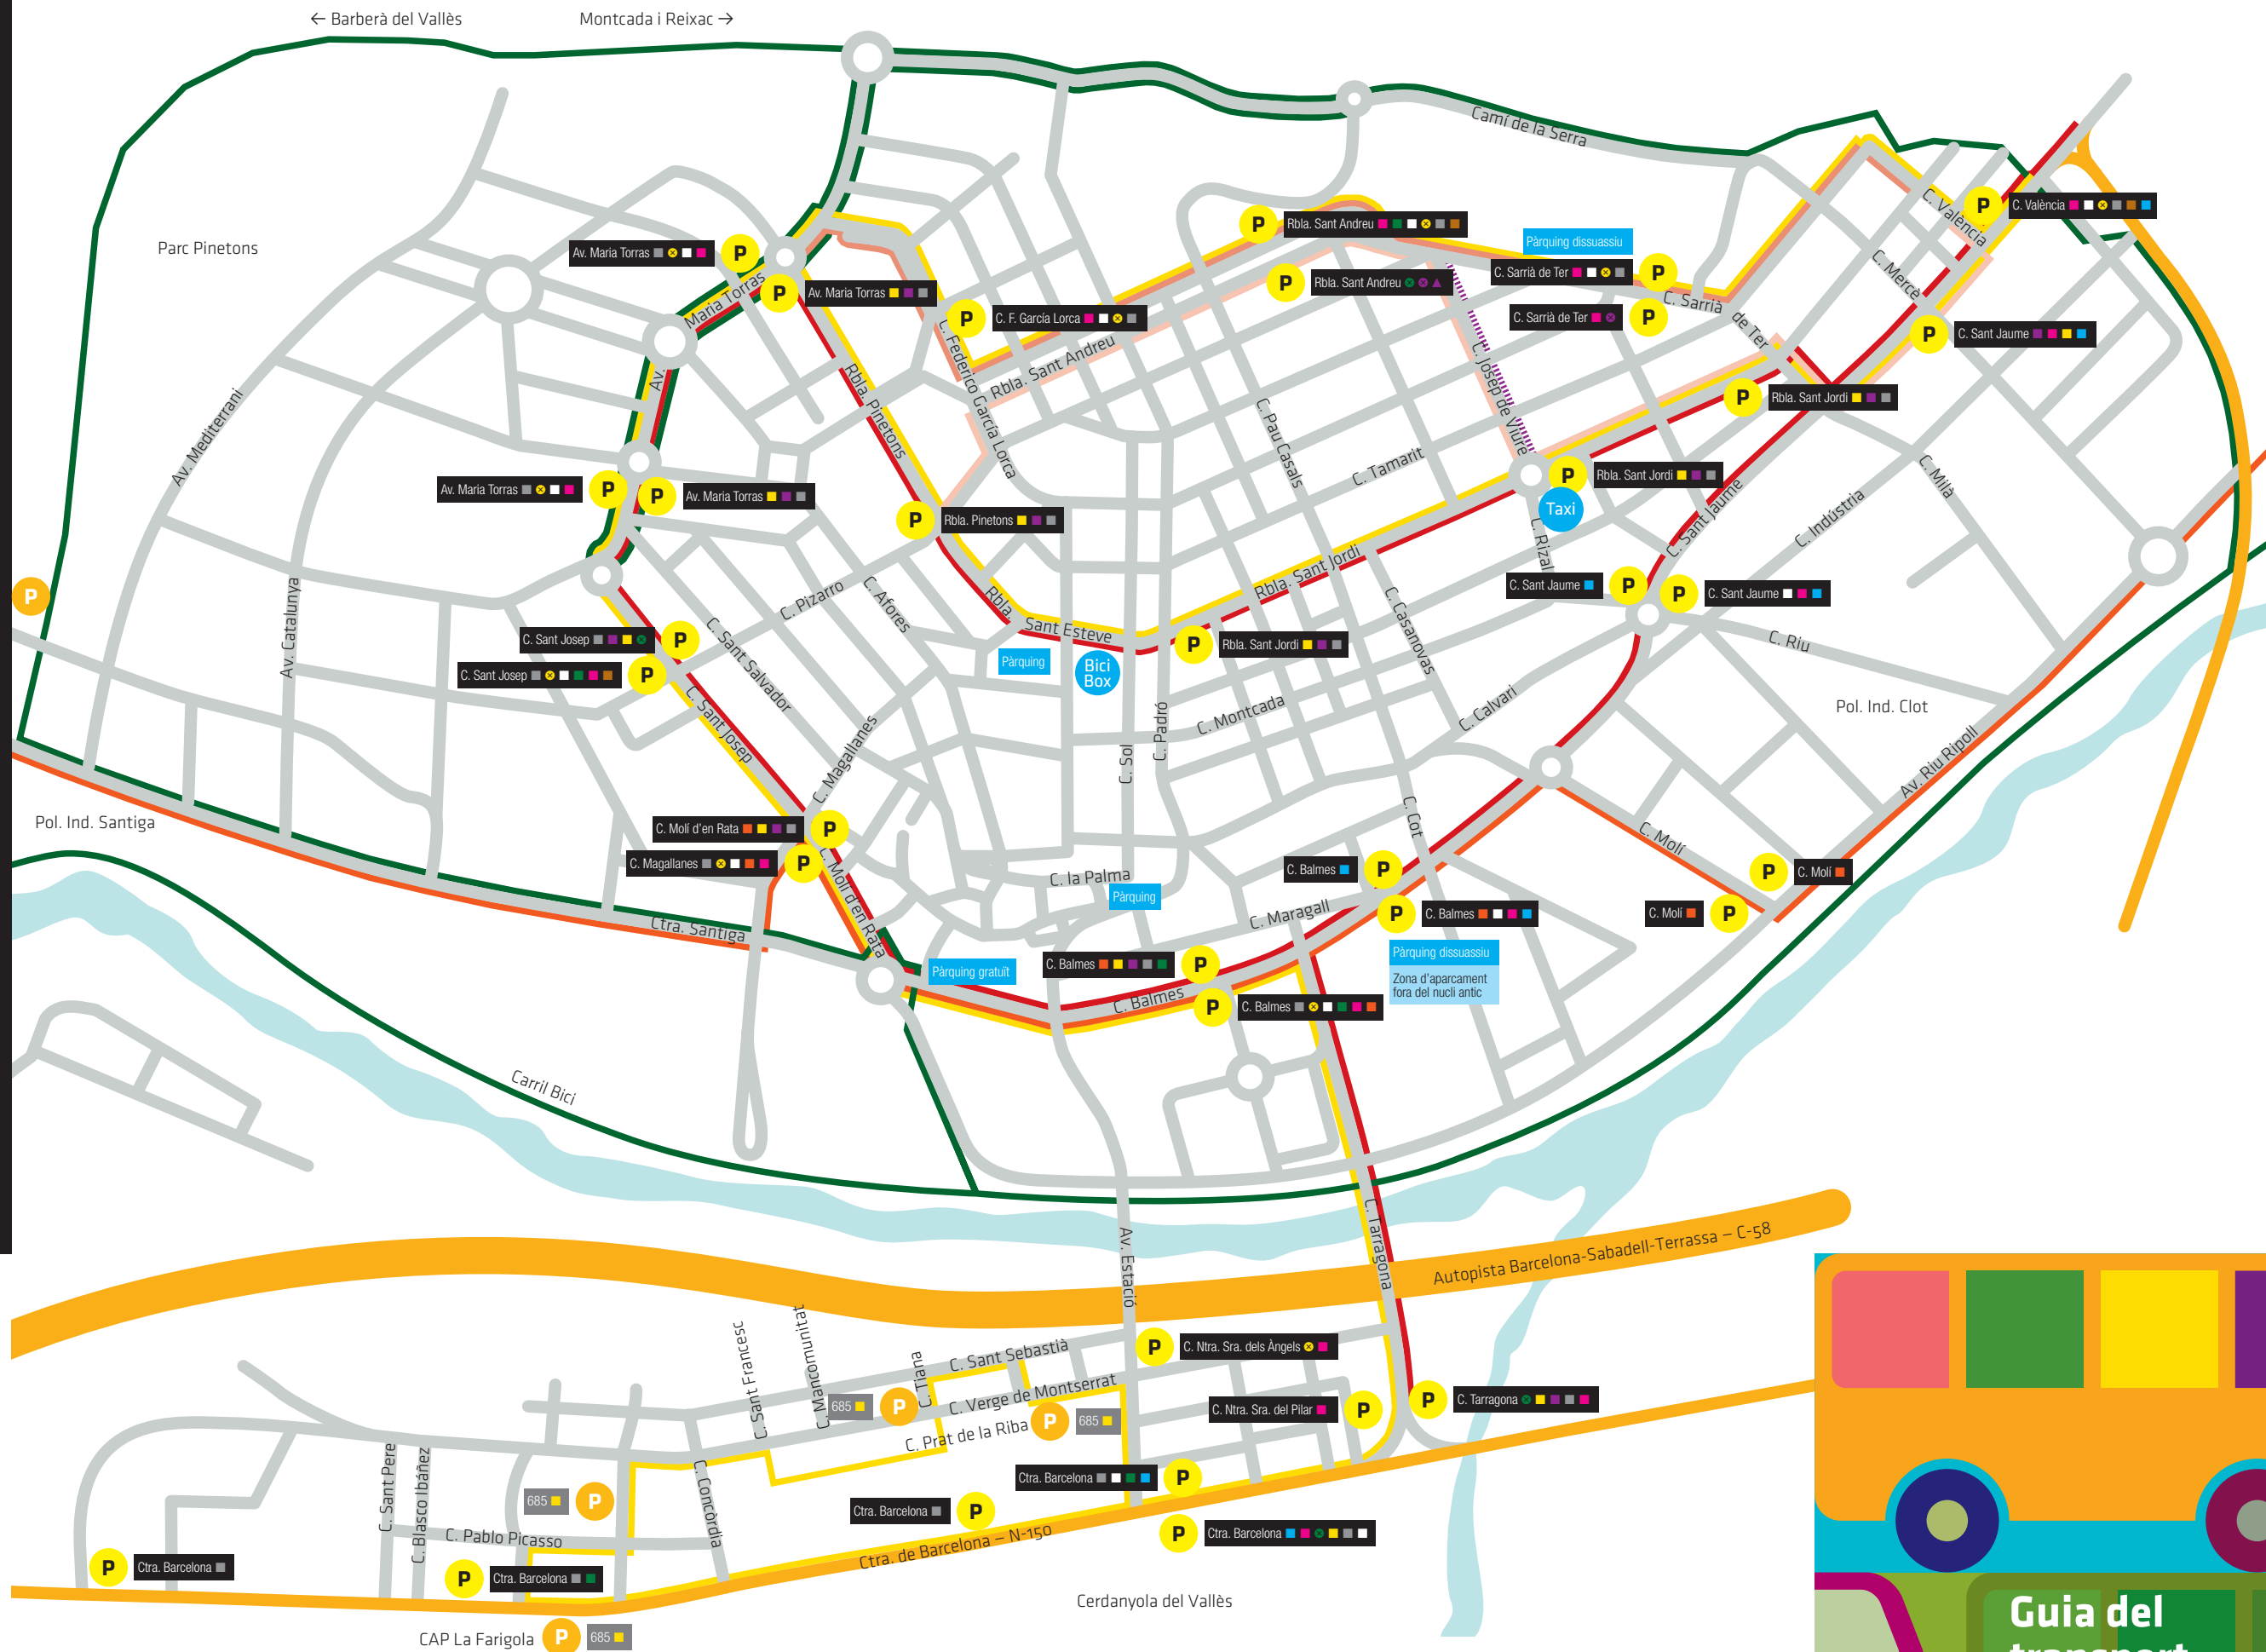 ← Barberà del Vallès
Montcada i Reixac →
Camí de la Serra
Parc Pinetons
C. València
C. València
Rbla. Sant Andreu
Pàrquing dissuassiu
Av. Maria Torras
C. Sarrià de Ter
C. Mercè
Rbla. Sant Andreu
Av. Maria Torras
Maria Torras
C. Sarrià de Ter
C. F. García Lorca
C. Sarrià de Ter
C. Sant Jaume
C. Federico García Lorca
Rbla. Sant Andreu
C. Josep de Viure
Av.
Rbla. Pinetons
Rbla. Sant Jordi
Av. Mediterrani
C. Pau Casals
C. Tamarit
Rbla. Sant Jordi
C. Milà
Av. Maria Torras
Av. Maria Torras
Taxi
C. Sant Jaume
C. Indústria
Rbla. Pinetons
C. Rizal
Rbla. Sant Jordi
C. Sant Jaume
C. Sant Jaume
P
Av. Catalunya
C. Pizarro
C. Afores
Rbla.
Sant Esteve
C. Casanovas
C. Riu
C. Sant Josep
C. Sant Salvador
Rbla. Sant Jordi
Pàrquing
Bici
Box
C. Sant Josep
C. Sant Josep
C. Montcada
C. Calvari
Pol. Ind. Clot
C. Magallanes
C. Sol
C. Padró
Av. Riu Ripoll
Pol. Ind. Santiga
C. Molí d'en Rata
C. Cot
C. Molí
C. Magallanes
C. Molí d'en Rata
C. la Palma
Pàrquing
C. Balmes
C. Molí
C. Maragall
C. Balmes
C. Molí
Ctra. Santiga
Pàrquing gratuït
C. Balmes
Pàrquing dissuassiu
Zona d'aparcament
fora del nucli antic
C. Balmes
C. Balmes
Carril Bici
Av. Estació
C. Tarragona
Autopista Barcelona-Sabadell-Terrassa – C-58
C. Sant Francesc
C. Mancomunitat
C. Tiana
C. Sant Sebastià
C. Ntra. Sra. dels Àngels
C. Verge de Montserrat
685 P
C. Prat de la Riba
P 685
C. Ntra. Sra. del Pilar
C. Tarragona
C. Sant Pere
C. Blasco Ibáñez
C. Concòrdia
Ctra. Barcelona
685 P
Ctra. Barcelona
C. Pablo Picasso
Ctra. de Barcelona – N-150
Ctra. Barcelona
Ctra. Barcelona
Ctra. Barcelona
Cerdanyola del Vallès
CAP La Farigola P 685
Guia del
transport